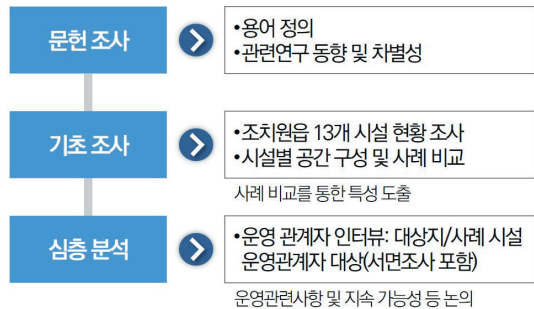 문헌 조사
•용어 정의
•관련연구 동향 및 차별성
기초 조사
•조치원읍 13개 시설 현황 조사
•시설별 공간 구성 및 사례 비교
사례 비교를 통한 특성 도출
심층 분석
•운영 관계자 인터뷰: 대상지/사례 시설
운영관계자 대상(서면조사 포함)
운영관련사항 및 지속 가능성 등 논의